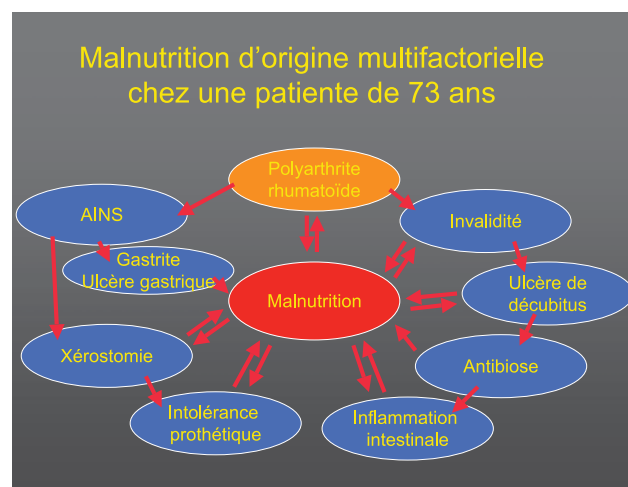 Malnutrition d'origine multifactorielle
chez une patiente de 73 ans
Polyarthrite
rhumatoïde
AINS
Invalidité
Gastrite
Ulcère gastrique
Ulcère de
décubitus
Malnutrition
Xérostomie
Antibiose
Intolérance
prothétique
Inflammation
intestinale